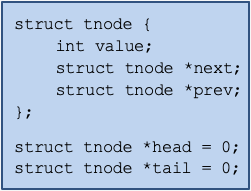 struct tnode {
    int value;
    struct tnode *next;
    struct tnode *prev;
};
struct tnode *head = 0;
struct tnode *tail = 0;